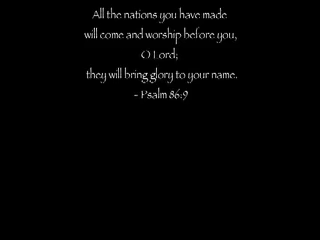 All the nations you have made
will come and worship before you,
O Lord;
they will bring glory to your name.
- Psalm 86:9